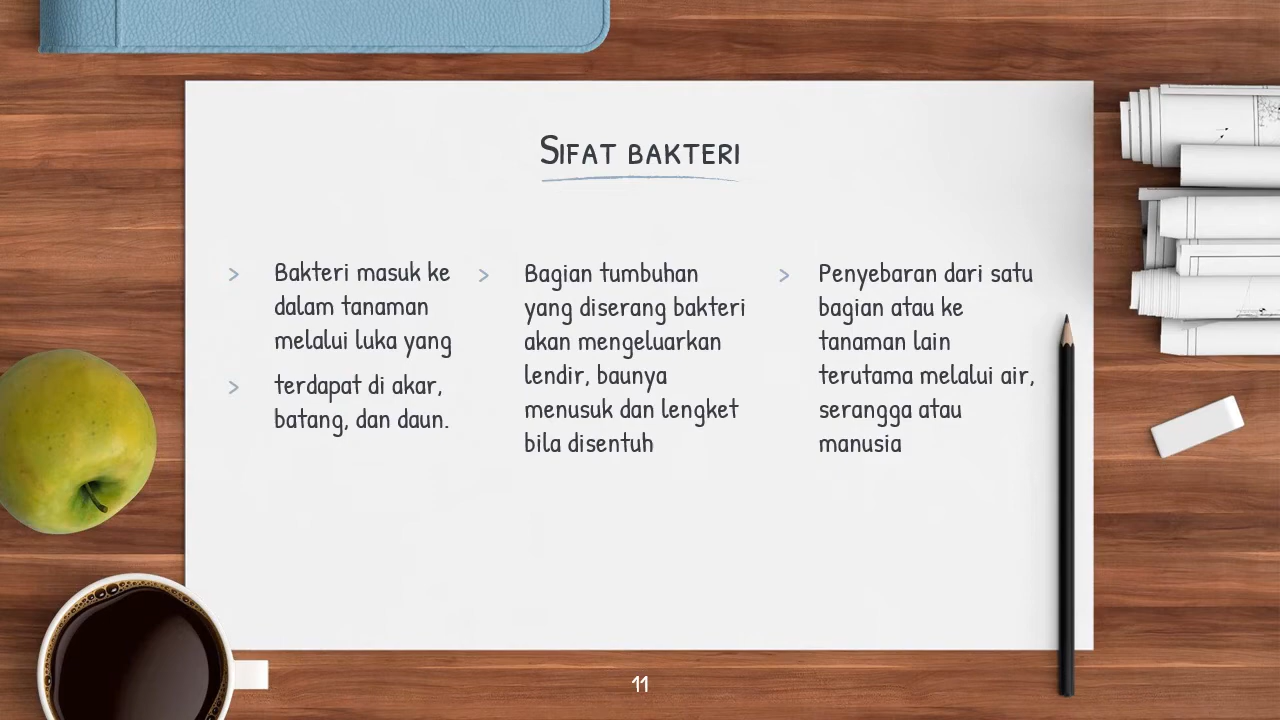 Sifat bakteri
> Bakteri masuk ke
dalam tanaman
melalui luka yang
> terdapat di akar,
batang, dan daun.
> Bagian tumbuhan
yang diserang bakteri
akan mengeluarkan
lendir, baunya
menusuk dan lengket
bila disentuh
> Penyebaran dari satu
bagian atau ke
tanaman lain
terutama melalui air,
serangga atau
manusia
11